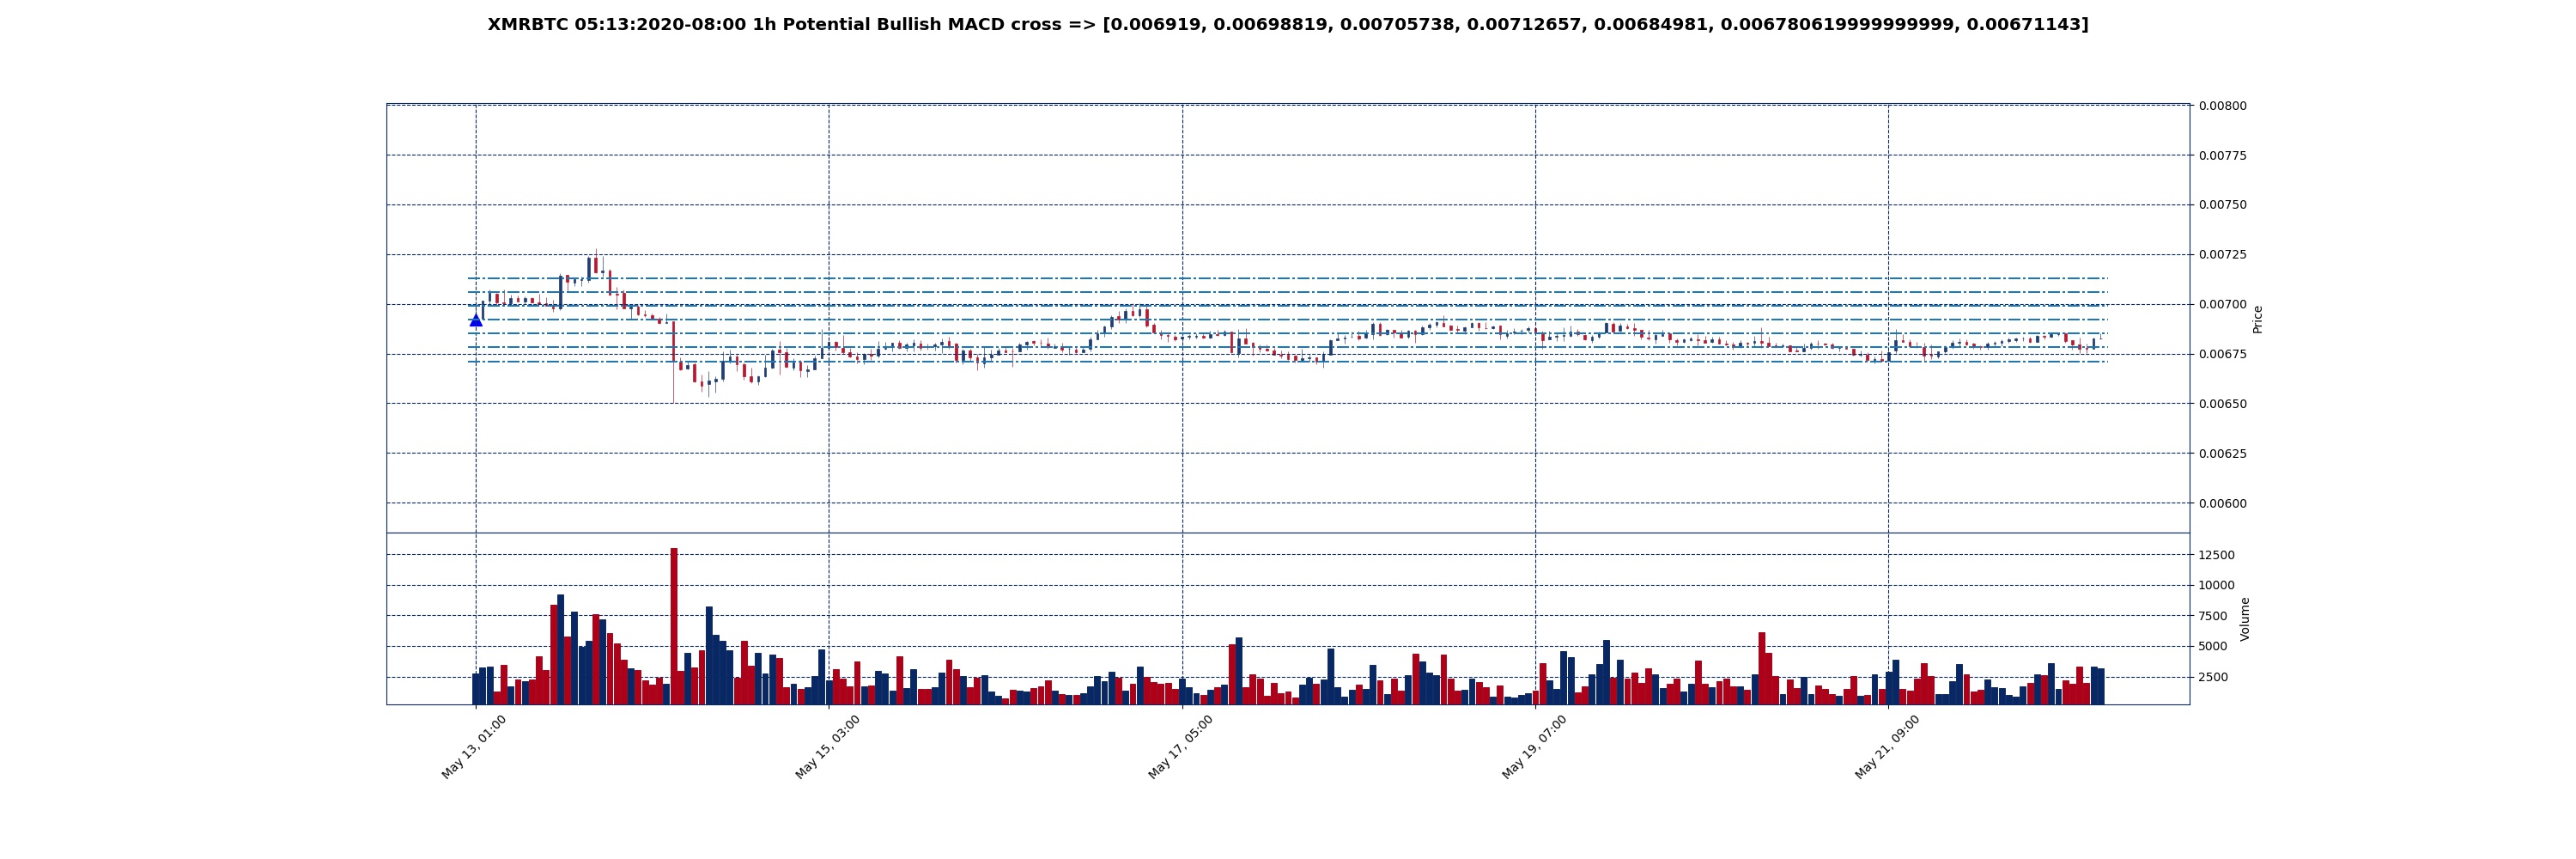 XMRBTC 05:13:2020-08:00 1h Potential Bullish MACD cross => [0.006919, 0.00698819, 0.00705738, 0.00712657, 0.00684981, 0.006780619999999999, 0.00671143]
0.00800
0.00775
0.00750
0.00725
0.00700
0.00675
0.00650
0.00625
0.00600
Price
12500
10000
7500
5000
2500
Volume
May 13, 01:00
May 15, 03:00
May 17, 05:00
May 19, 07:00
May 21, 09:00